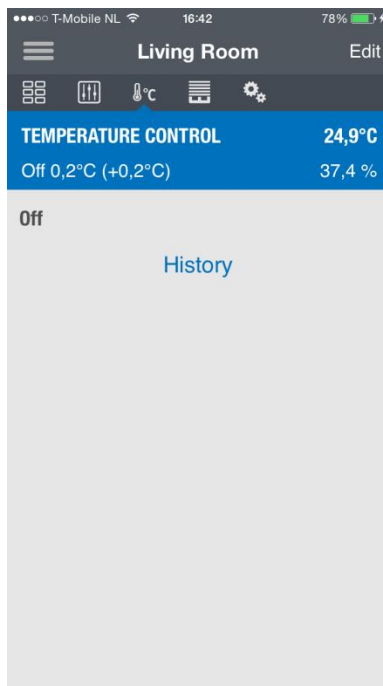 T-Mobile NL 16:42 78%
Living Room Edit
°C
TEMPERATURE CONTROL 24,9°C
Off 0,2°C (+0,2°C) 37,4 %
Off
History